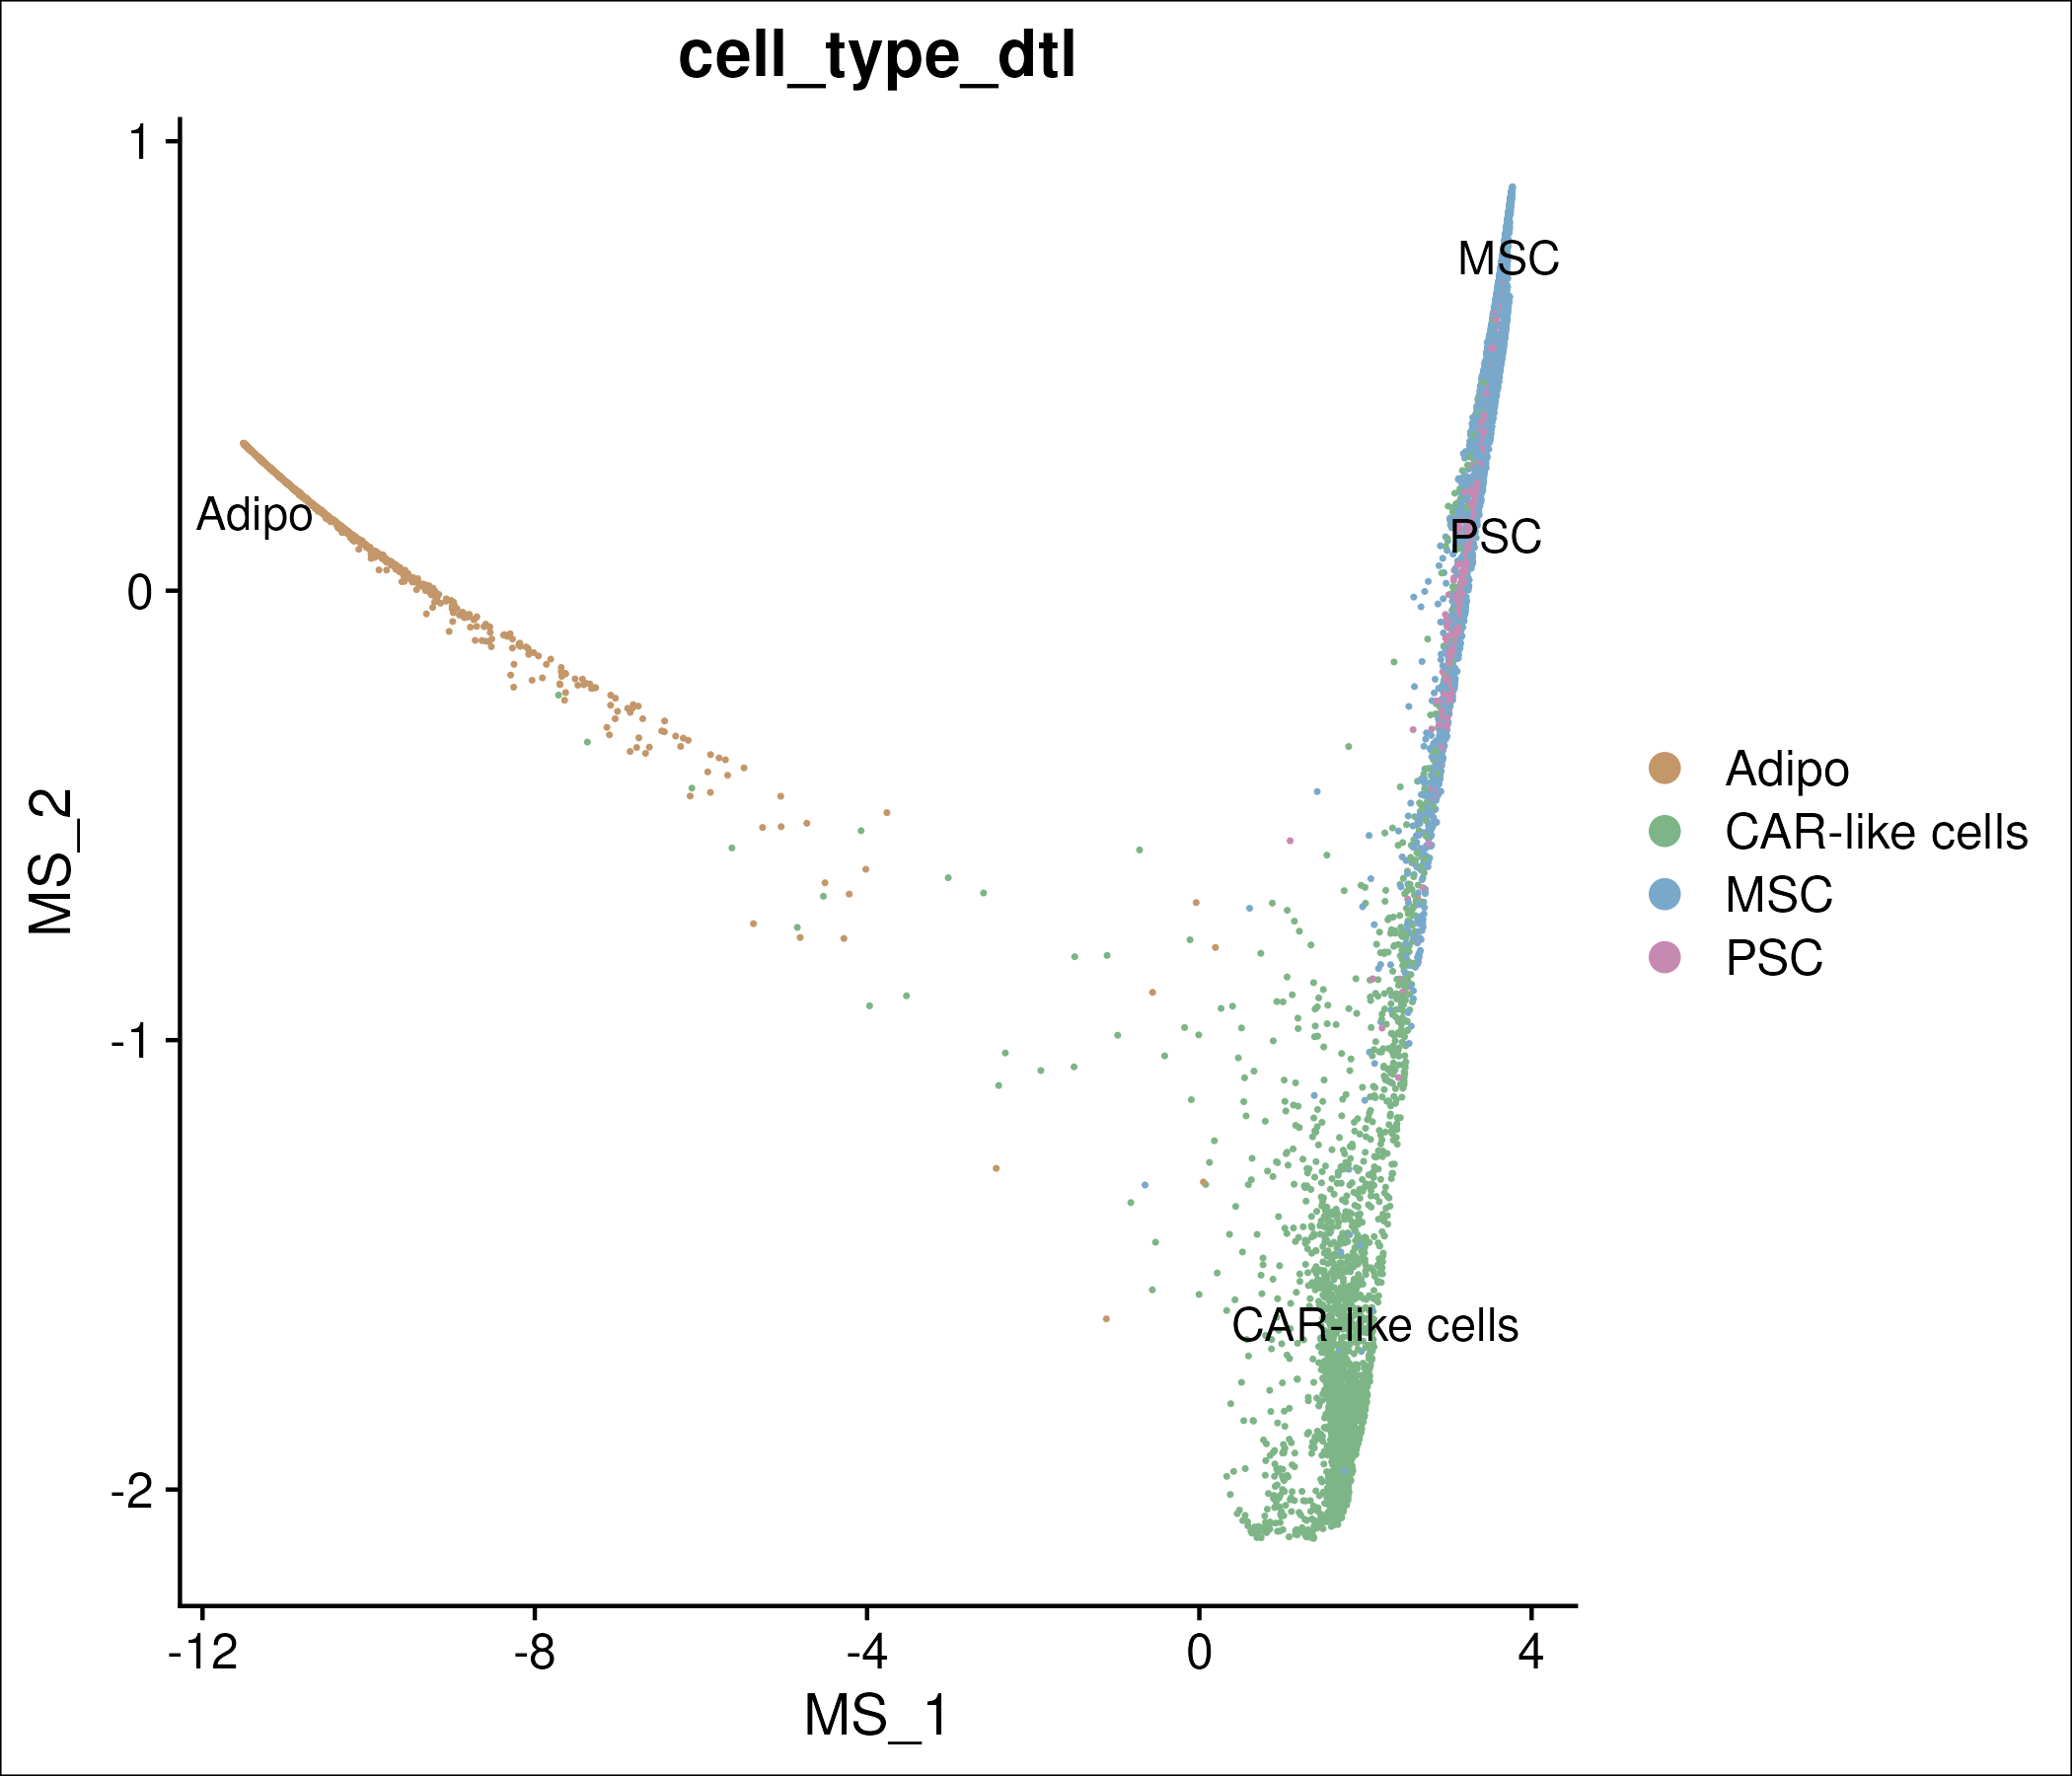 cell_type_dtl
1
0
-1
-2
MS_2
Adipo
MSC
PSC
CAR-like cells
-12
-8
-4
0
4
MS_1
Adipo
CAR-like cells
MSC
PSC